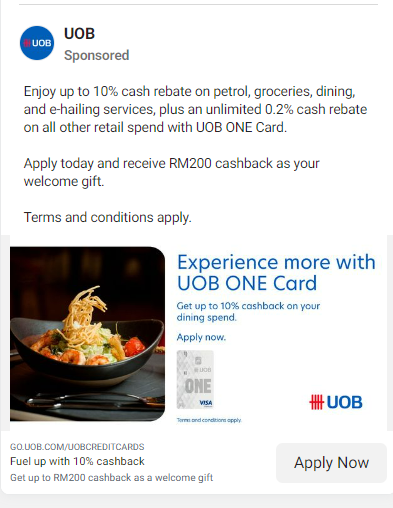 UOB
UOB
Sponsored
Enjoy up to 10% cash rebate on petrol, groceries, dining,
and e-hailing services, plus an unlimited 0.2% cash rebate
on all other retail spend with UOB ONE Card.
Apply today and receive RM200 cashback as your
welcome gift.
Terms and conditions apply.
Experience more with
UOB ONE Card
Get up to 10% cashback on your
dining spend.
Apply now.
UOB
ONE
VISA
Terms and conditions apply
UOB
GO.UOB.COM/UOBCREDITCARDS
Fuel up with 10% cashback
Get up to RM200 cashback as a welcome gift
Apply Now